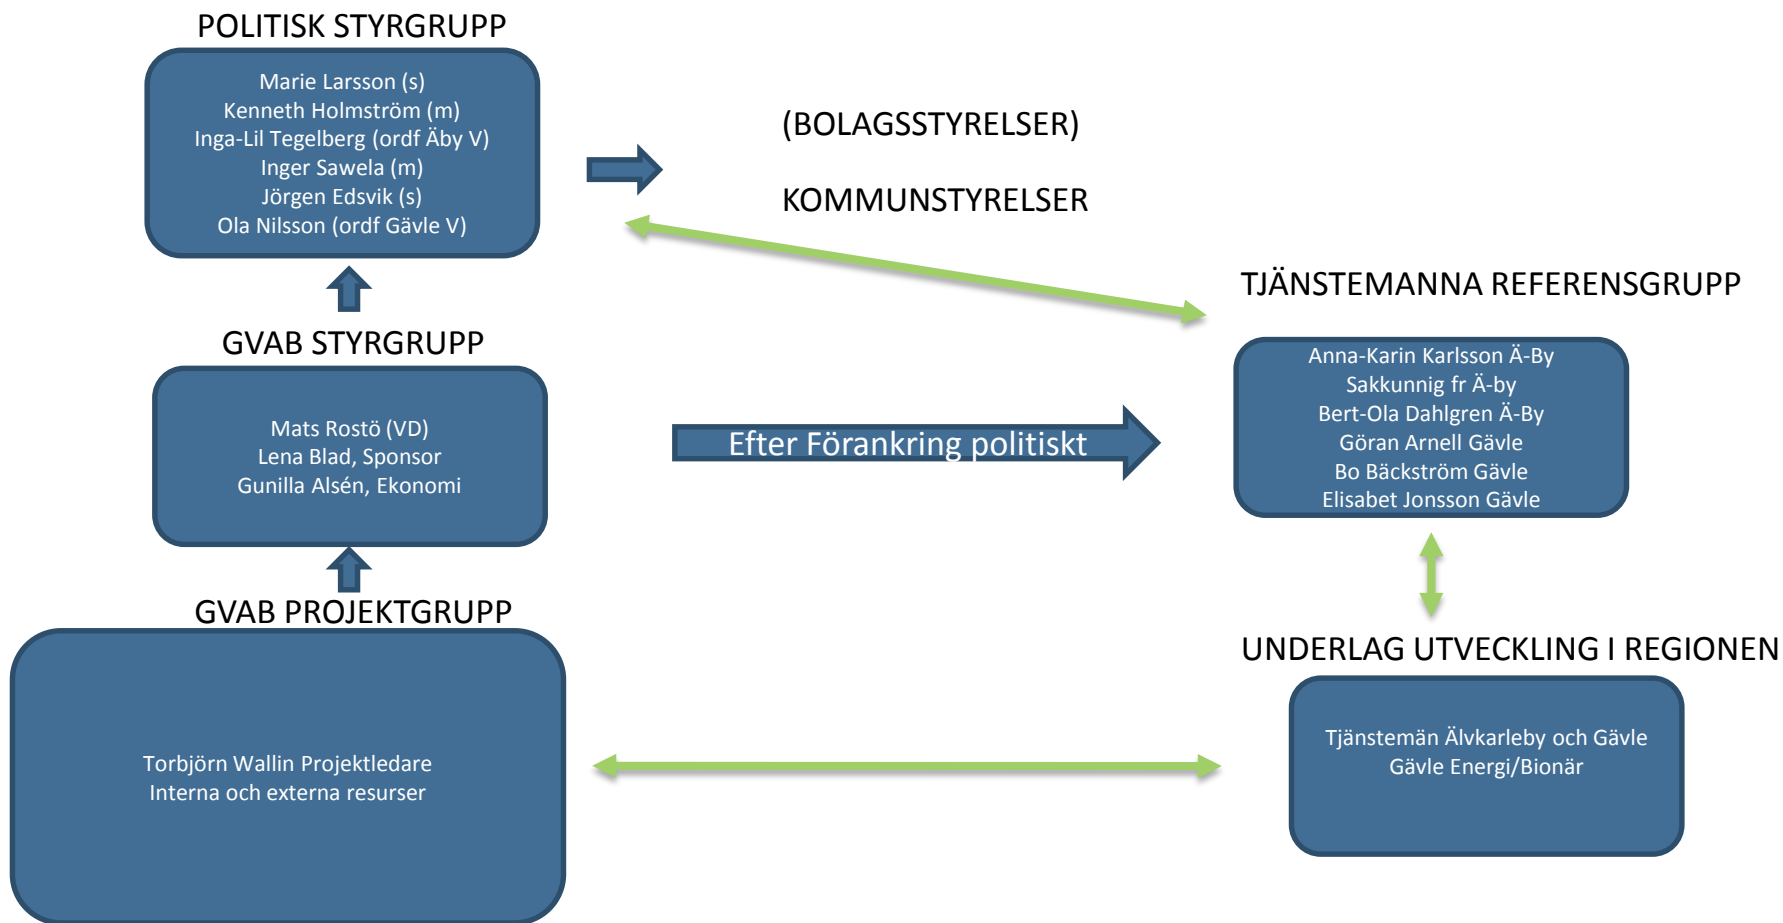 POLITISK STYRGRUPP
Marie Larsson (s)
Kenneth Holmström (m)
Inga-Lil Tegelberg (ordf Äby V)
Inger Sawela (m)
Jörgen Edsvik (s)
Ola Nilsson (ordf Gävle V)
(BOLAGSSTYRELSER)
KOMMUNSTYRELSER
GVAB STYRGRUPP
Mats Rostö (VD)
Lena Blad, Sponsor
Gunilla Alsén, Ekonomi
Efter Förankring politiskt
TJÄNSTEMANNA REFERENSGRUPP
Anna-Karin Karlsson Ä-By
Sakkunnig fr Ä-by
Bert-Ola Dahlgren Ä-By
Göran Arnell Gävle
Bo Bäckström Gävle
Elisabet Jonsson Gävle
GVAB PROJEKTGRUPP
Torbjörn Wallin Projektledare
Interna och externa resurser
UNDERLAG UTVECKLING I REGIONEN
Tjänstemän Älvkarleby och Gävle
Gävle Energi/Bionär